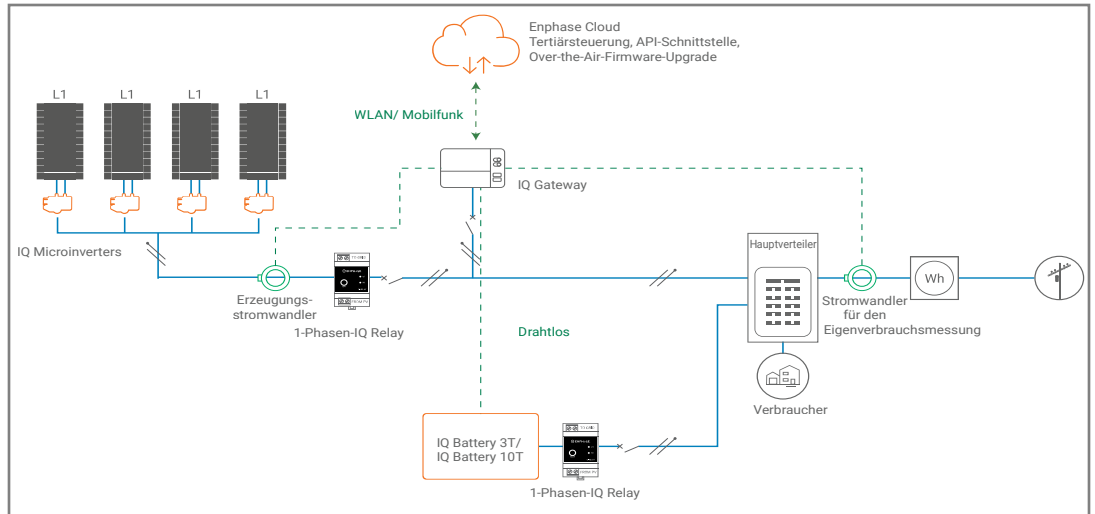 Enphase Cloud
Tertiärsteuerung, API-Schnittstelle,
Over-the-Air-Firmware-Upgrade
L1
L1
L1
L1
WLAN/ Mobilfunk
IQ Gateway
IQ Microinverters
Hauptverteiler
Wh
Erzeugungs-
stromwandler
1-Phasen-IQ Relay
Stromwandler
für den
Eigenverbrauchsmessung
Drahtlos
Verbraucher
IQ Battery 3T/
IQ Battery 10T
1-Phasen-IQ Relay